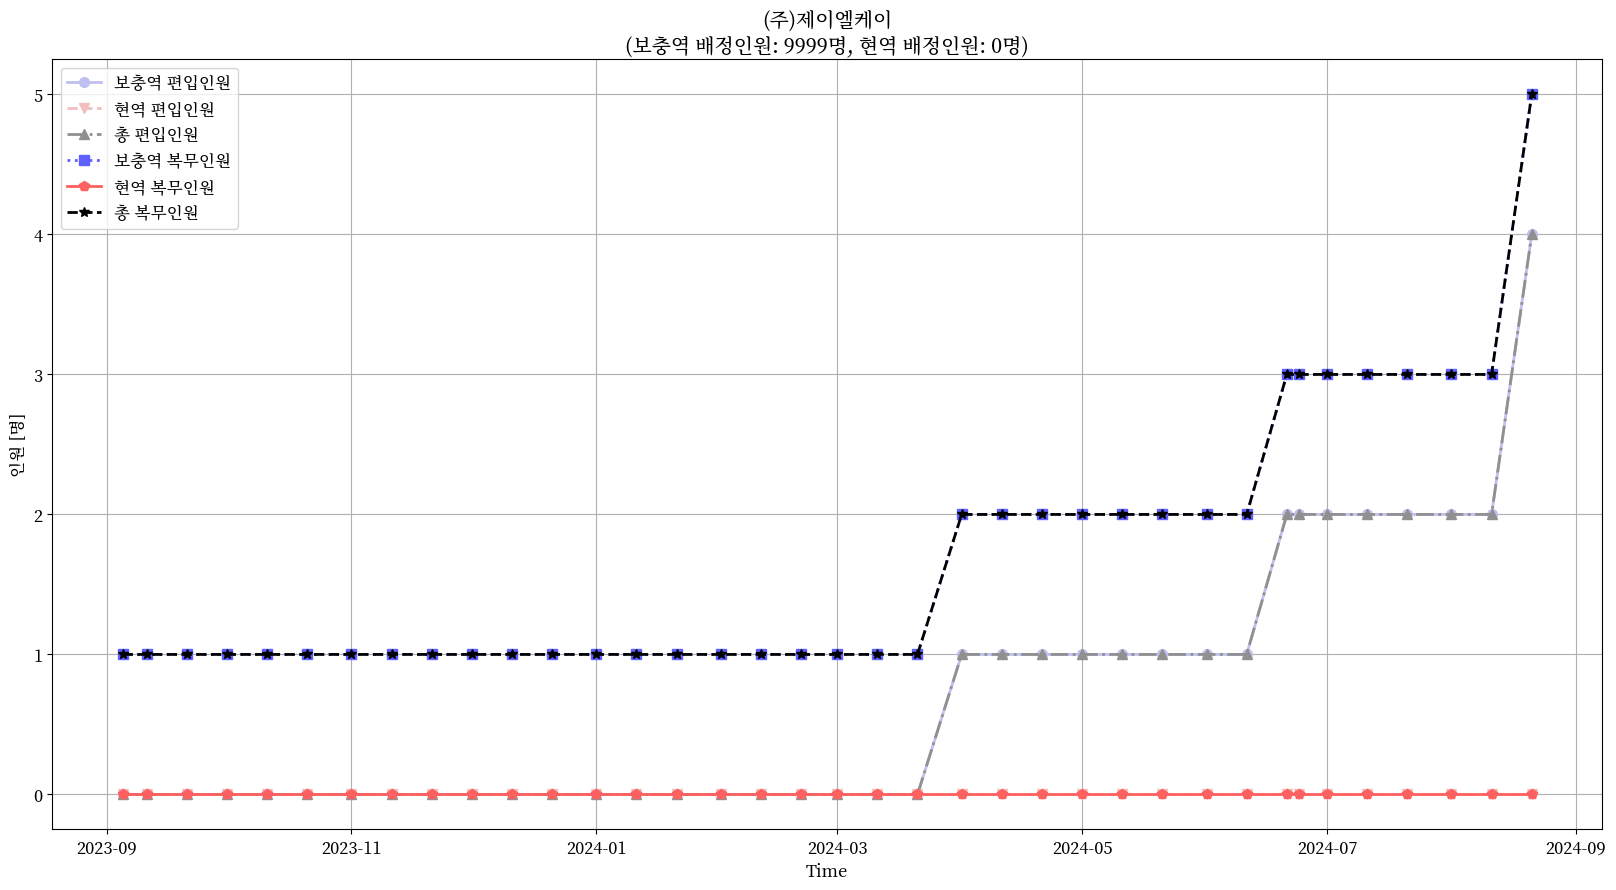 (주)제이엘케이
(보충역 배정인원: 9999명, 현역 배정인원: 0명)
보충역 편입인원
현역 편입인원
총 편입인원
보충역 복무인원
현역 복무인원
총 복무인원
5
4
3
2
1
0
인원 [명]
2023-09
2023-11
2024-01
2024-03
2024-05
2024-07
2024-09
Time